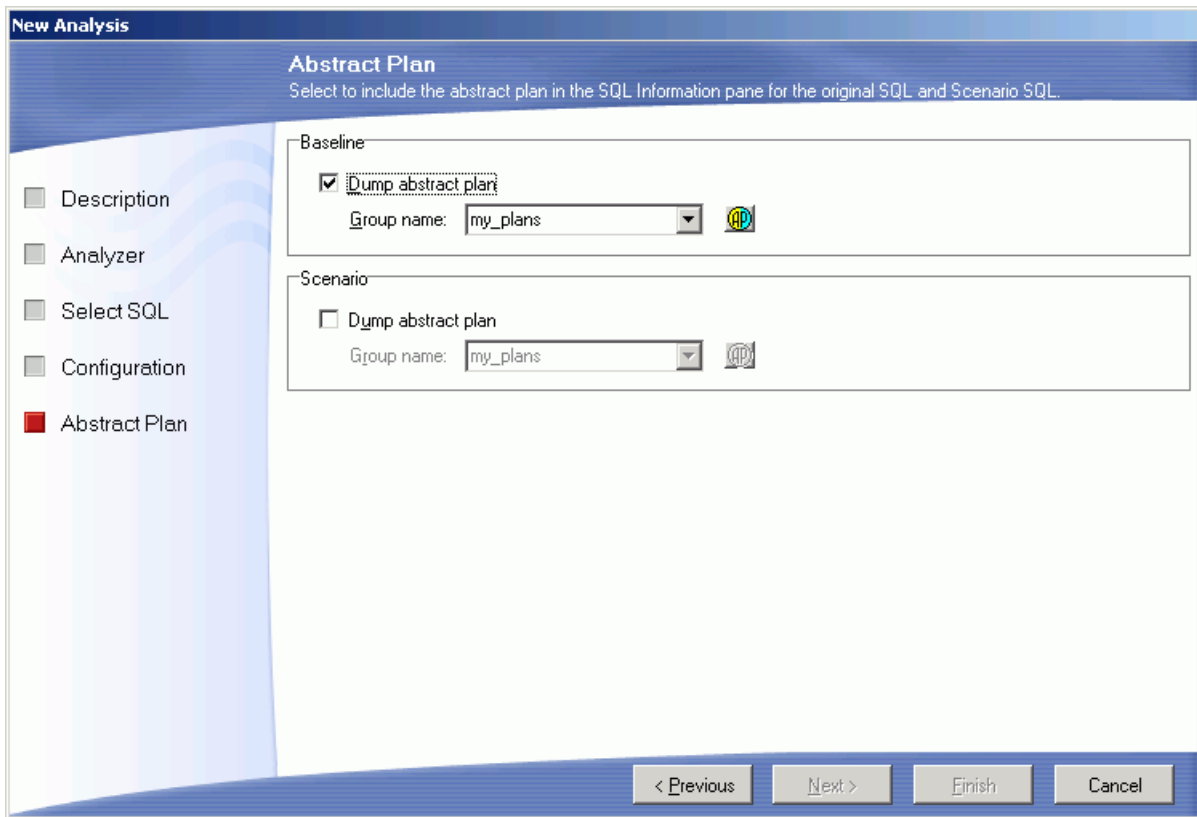 New Analysis
Abstract Plan
Select to include the abstract plan in the SQL Information pane for the original SQL and Scenario SQL.
Description
Analyzer
Select SQL
Configuration
Abstract Plan
Baseline
Dump abstract plan
Group name: my_plans AP
Scenario
Dump abstract plan
Group name: my_plans AP
< Previous Next > Finish Cancel